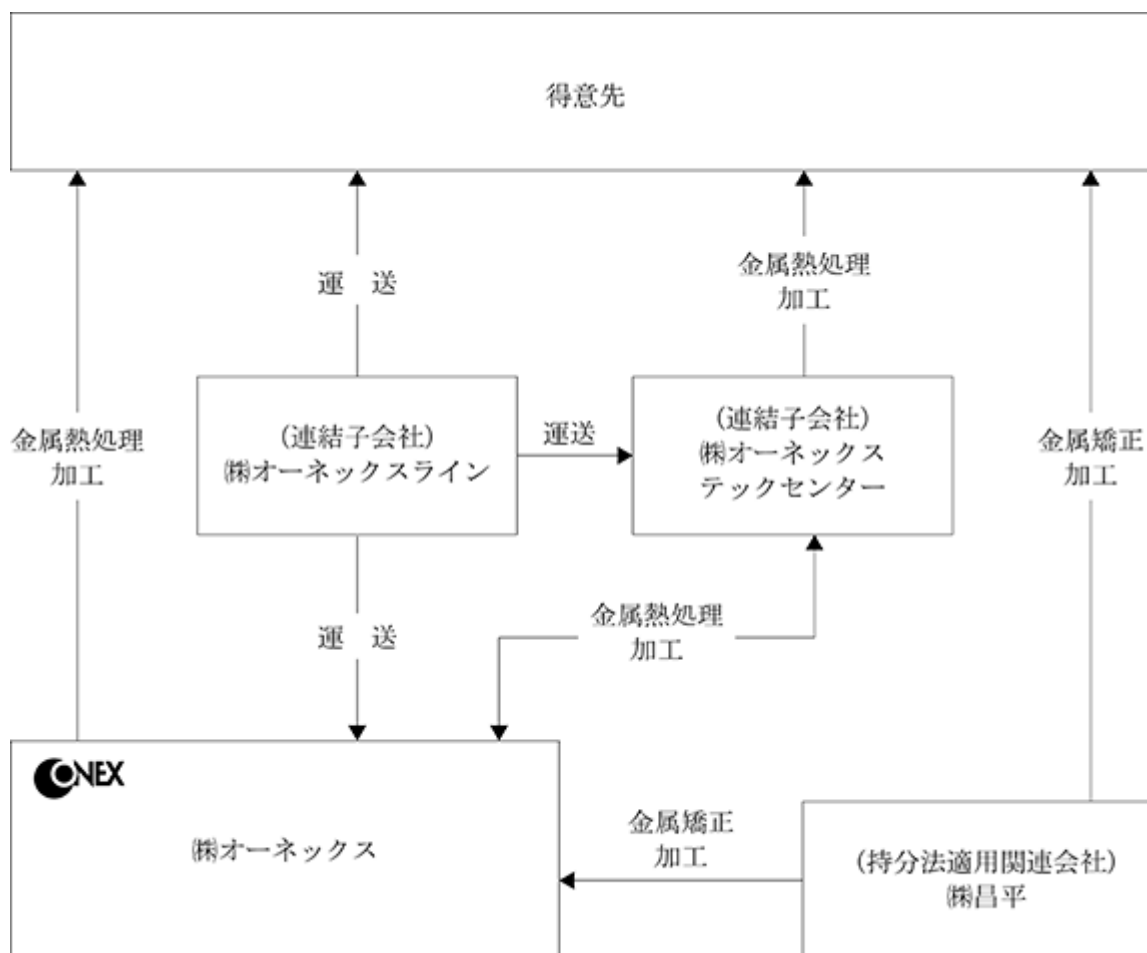 得意先
運　送
金属熱処理
加工
(連結子会社)
㈱オーネックスライン
運送
(連結子会社)
㈱オーネックス
テックセンター
金属熱処理
加工
金属矯正
加工
運　送
金属熱処理
加工
ONEX
㈱オーネックス
金属矯正
加工
(持分法適用関連会社)
㈱昌平